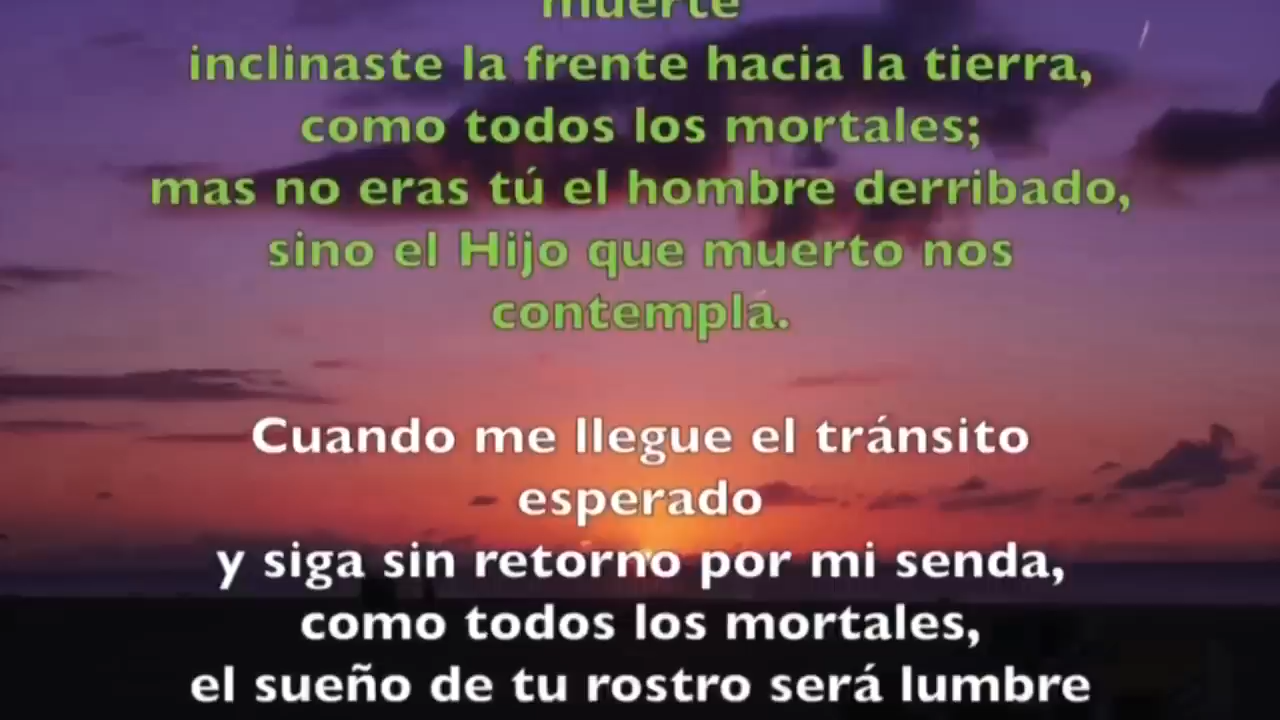 muerte
inclinaste la frente hacia la tierra,
como todos los mortales;
mas no eras tú el hombre derribado,
sino el Hijo que muerto nos
contempla.
Cuando me llegue el tránsito
esperado
y siga sin retorno por mi senda,
como todos los mortales,
el sueño de tu rostro será lumbre